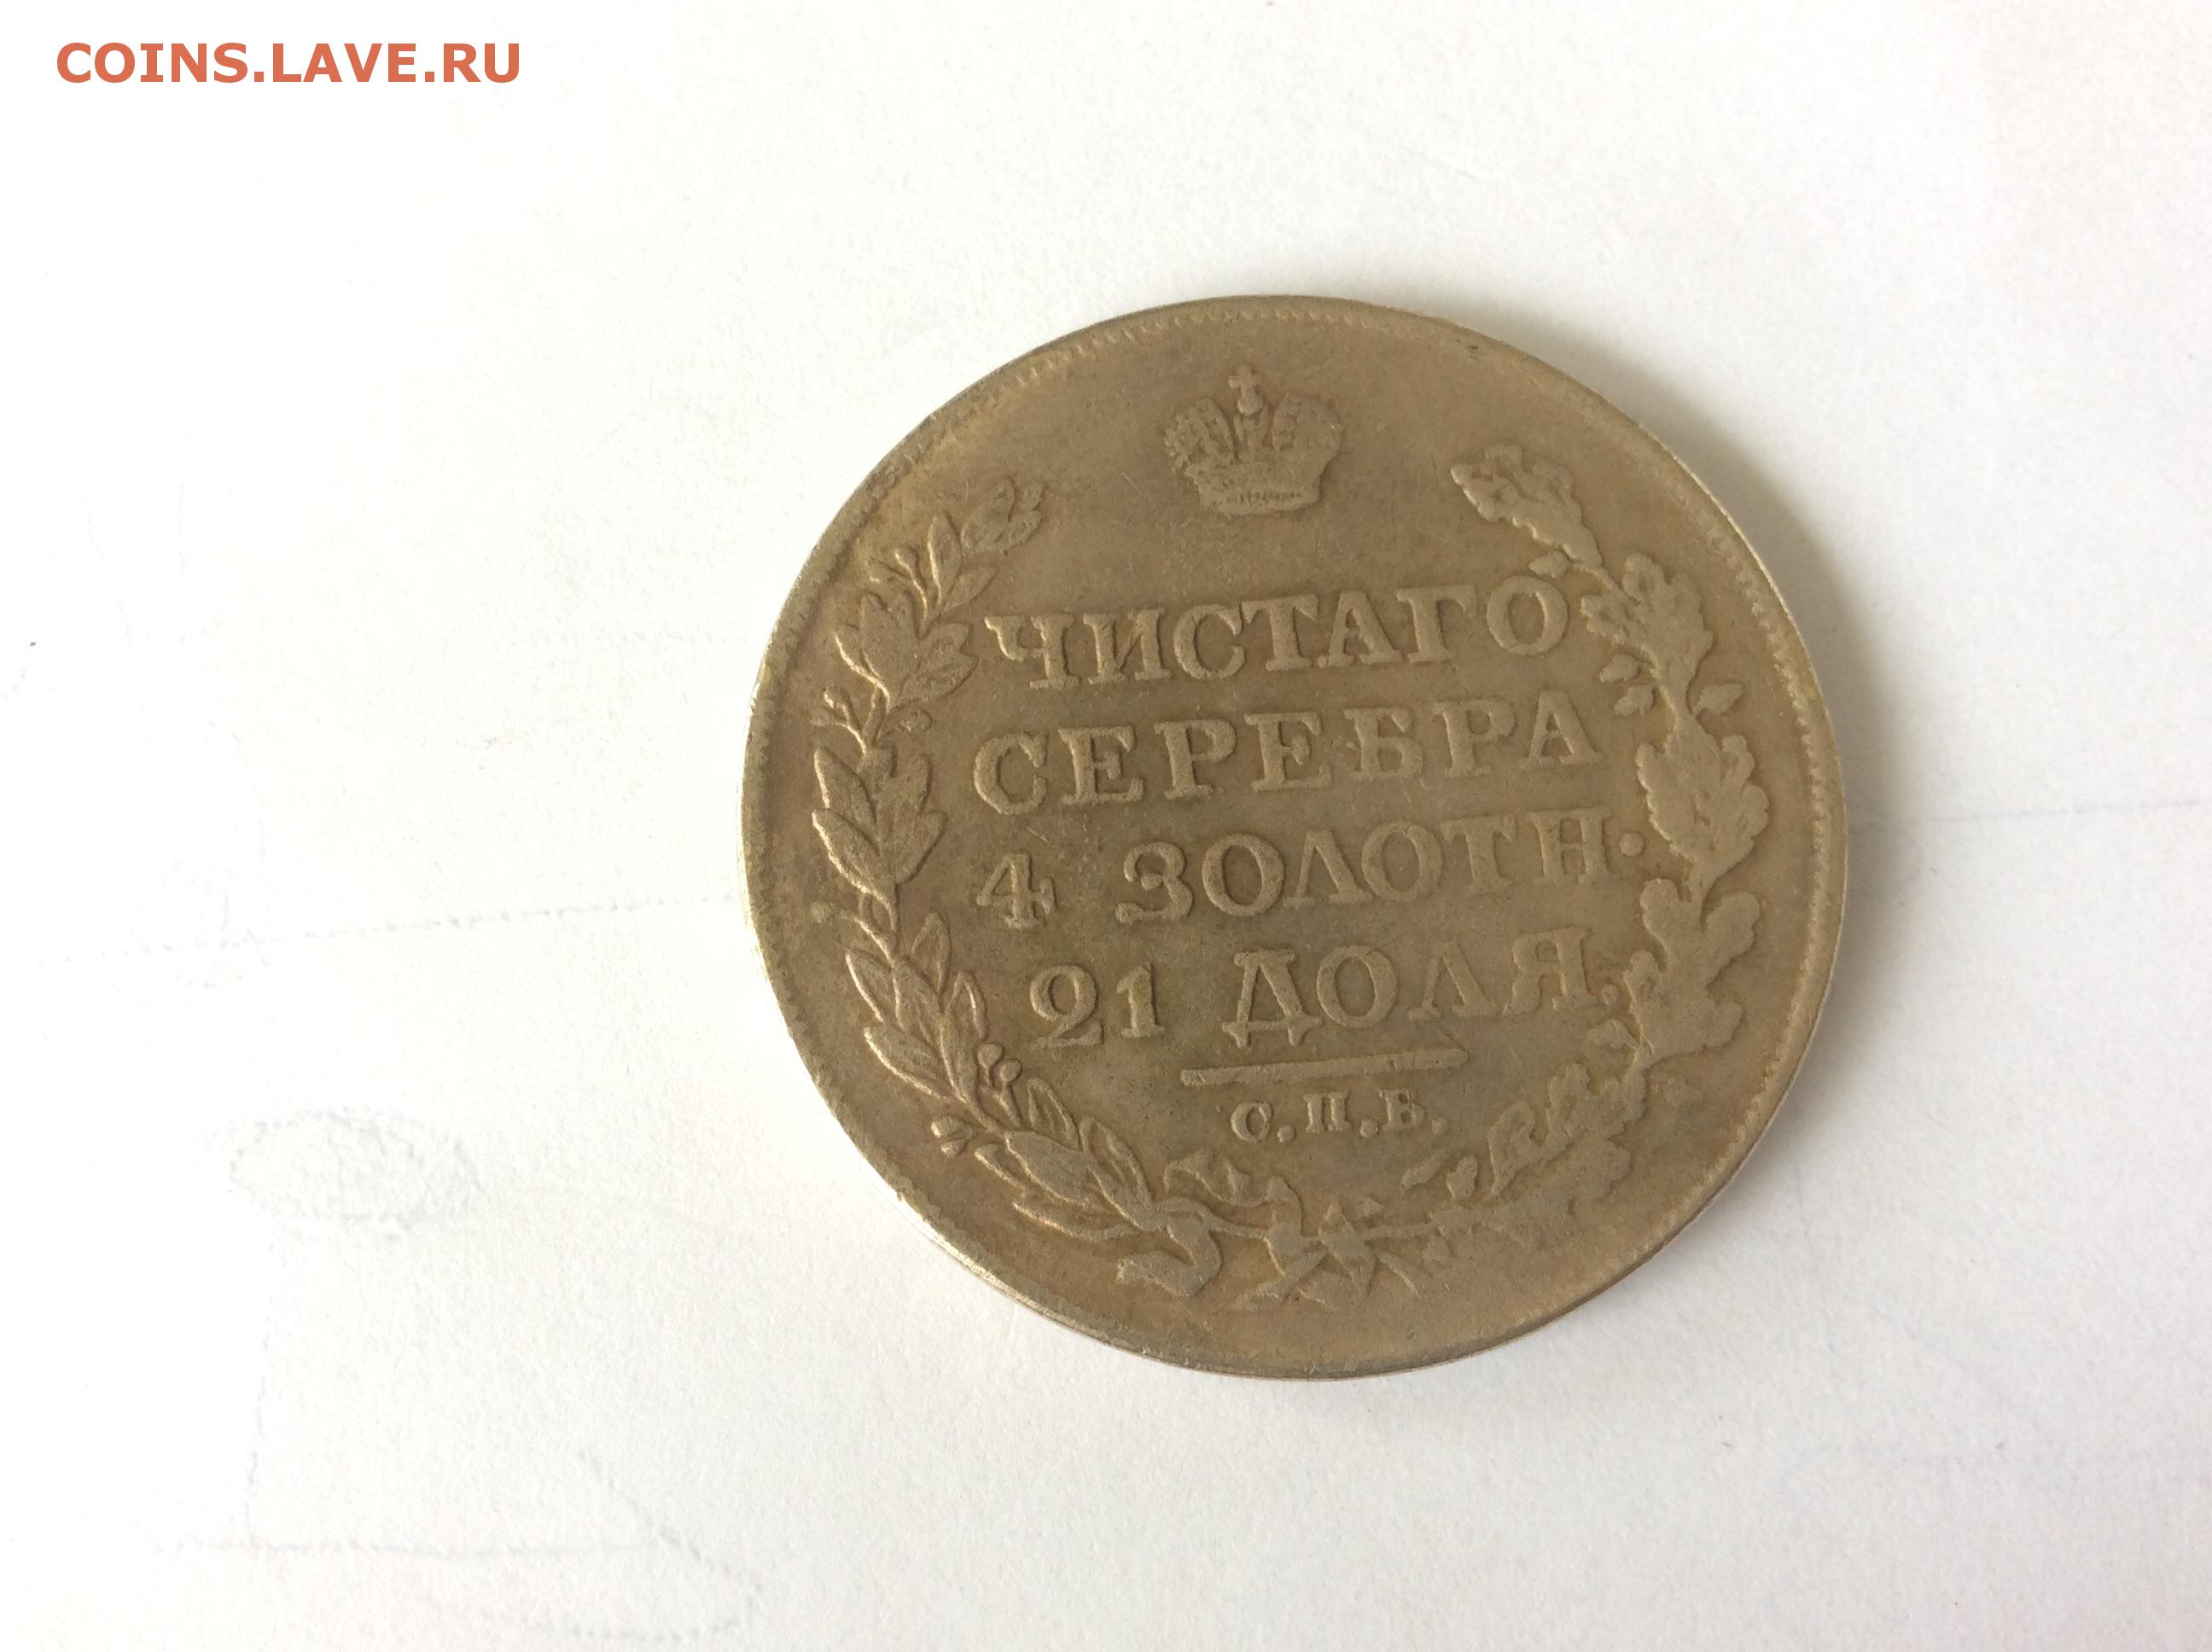 COINS.LAVE.RU
ЧИСТАГО
СЕРЕБРА
4 ЗОЛОТН.
21 ДОЛЯ.
С.П.Б.